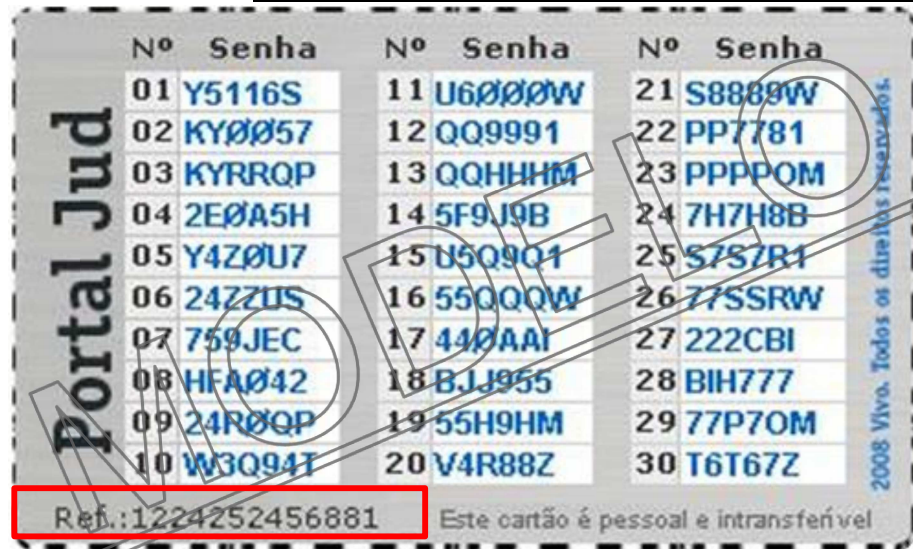 Portal Jud
Nº Senha Nº Senha Nº Senha
01 Y5116S 11 U6ØØØW 21 S8889W
02 KYØØ57 12 QQ9991 22 PP7781
03 KYRRQP 13 QQHHHM 23 PPPPOM
04 2EØA5H 14 5F9J9B 24 7H7H8B
05 Y4ZØU7 15 U5Q9Q1 25 S7S7R1
06 24ZZUS 16 55QQQW 26 77SSRW
07 759JEC 17 44ØAAI 27 222CBI
08 HFAØ42 18 BJJ955 28 BIH777
09 24RØQP 19 55H9HM 29 77P7OM
10 W3Q94T 20 V4R88Z 30 T6T67Z
Ref.:1224252456881 Este cartão é pessoal e intransferível
2008 Vivo. Todos os direitos reservados.
MODELO